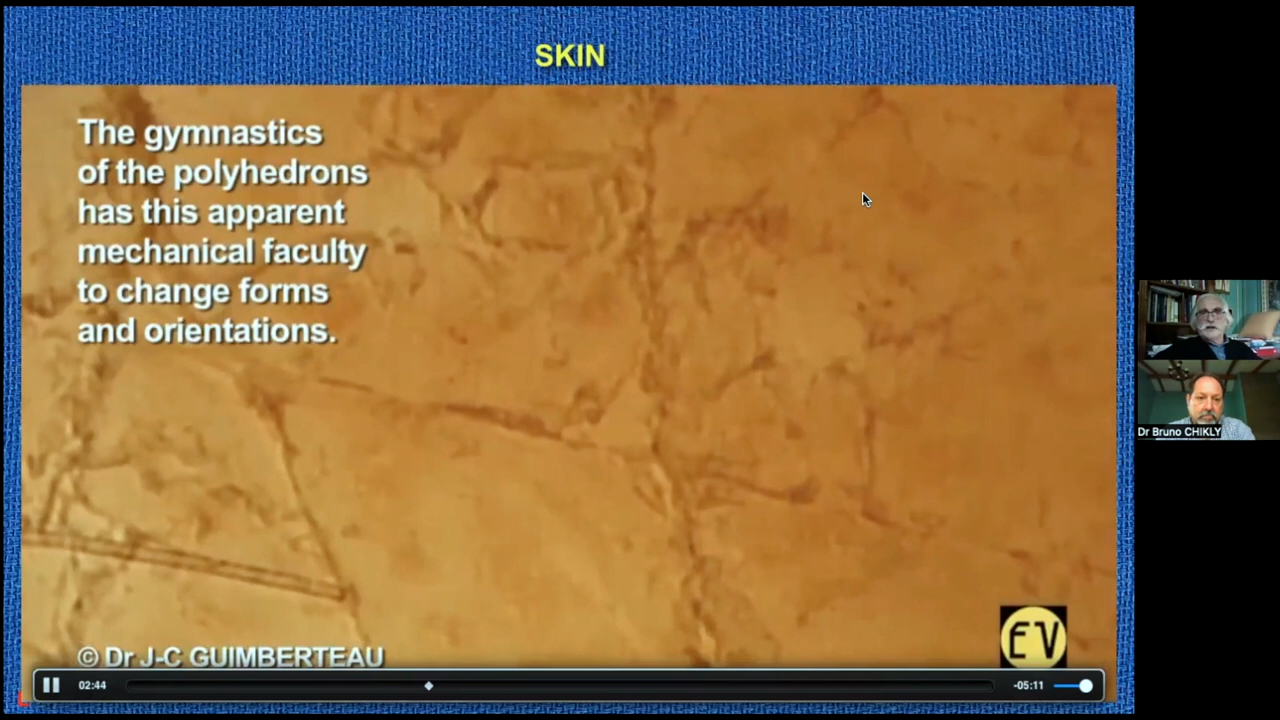 SKIN
The gymnastics
of the polyhedrons
has this apparent
mechanical faculty
to change forms
and orientations.
© Dr J-C GUIMBERTEAU
EV
02:44
-05:11
Dr Bruno CHIKLY